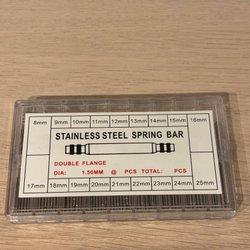 8mm 9mm 10mm 11mm 12mm 13mm 14mm 15mm 16mm
STAINLESS STEEL SPRING BAR
DOUBLE FLANGE
DIA: 1.50MM @ PCS TOTAL: PCS
17mm 18mm 19mm 20mm 21mm 22mm 23mm 24mm 25mm